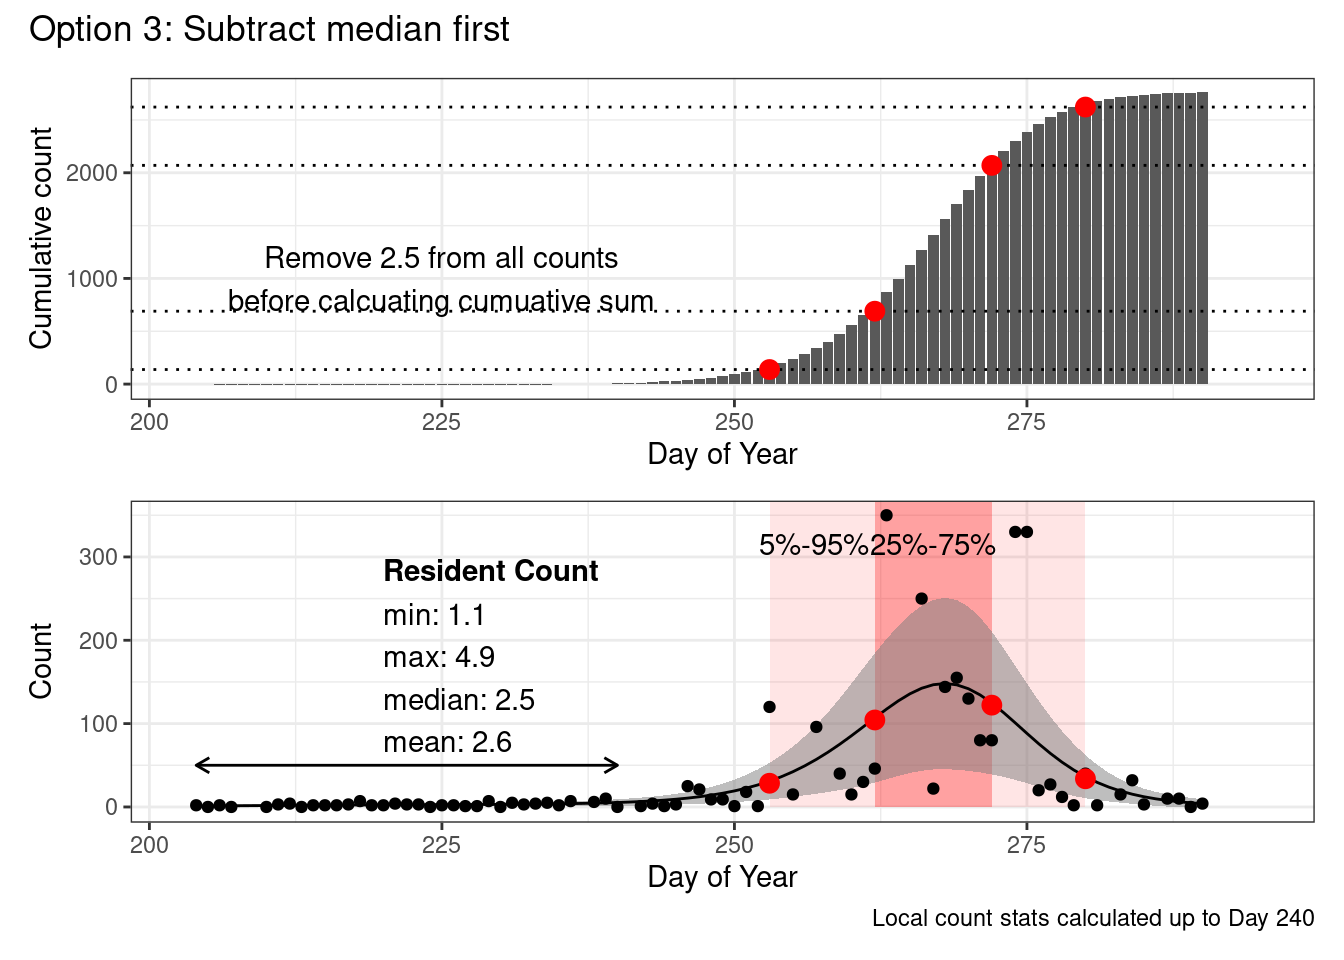 Option 3: Subtract median first
Cumulative count
2000
1000
0
Remove 2.5 from all counts
before calcuating cumuative sum
200 225 250 275
Day of Year
Count
300
200
100
0
5%-95% 25%-75%
Resident Count
min: 1.1
max: 4.9
median: 2.5
mean: 2.6
200 225 250 275
Day of Year
Local count stats calculated up to Day 240